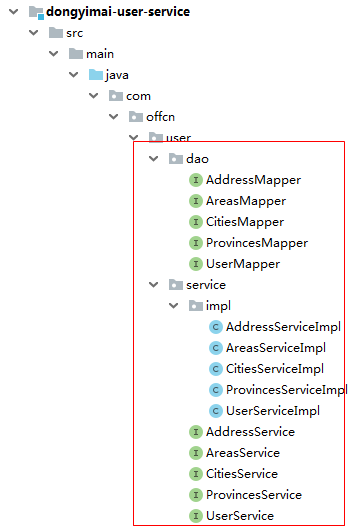 dongyimai-user-service
src
main
java
com
offcn
user
dao
AddressMapper
AreasMapper
CitiesMapper
ProvincesMapper
UserMapper
service
impl
AddressServiceImpl
AreasServiceImpl
CitiesServiceImpl
ProvincesServiceImpl
UserServiceImpl
AddressService
AreasService
CitiesService
ProvincesService
UserService